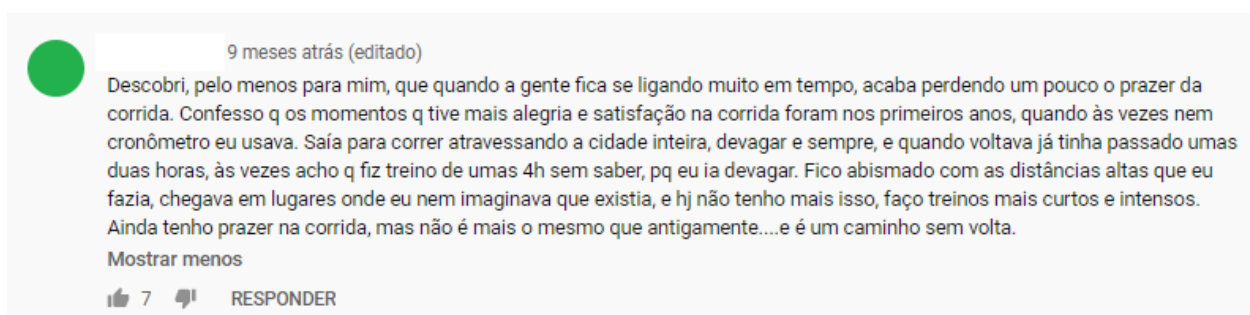 9 meses atrás (editado)
Descobri, pelo menos para mim, que quando a gente fica se ligando muito em tempo, acaba perdendo um pouco o prazer da
corrida. Confesso q os momentos q tive mais alegria e satisfação na corrida foram nos primeiros anos, quando às vezes nem
cronômetro eu usava. Saía para correr atravessando a cidade inteira, devagar e sempre, e quando voltava já tinha passado umas
duas horas, às vezes acho q fiz treino de umas 4h sem saber, pq eu ia devagar. Fico abismado com as distâncias altas que eu
fazia, chegava em lugares onde eu nem imaginava que existia, e hj não tenho mais isso, faço treinos mais curtos e intensos.
Ainda tenho prazer na corrida, mas não é mais o mesmo que antigamente....e é um caminho sem volta.
Mostrar menos
7 RESPONDER